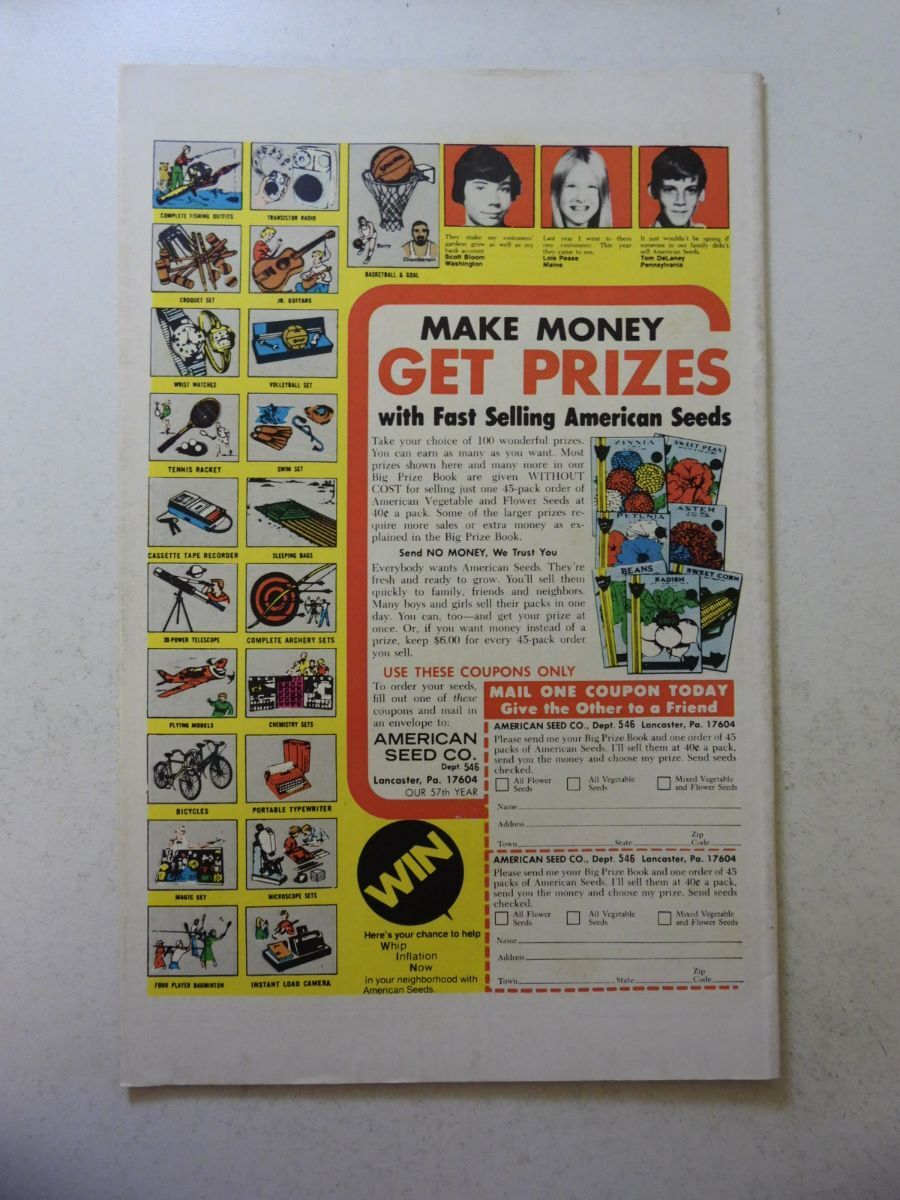 COMPLETE FISHING OUTFITS
TRANSISTOR RADIO
SPALDING
Barry
Chamberlain
BASKETBALL & GOAL
CROQUET SET
JR. GUITARS
WRIST WATCHES
VOLLEYBALL SET
TENNIS RACKET
SWIM SET
CASSETTE TAPE RECORDER
SLEEPING BAGS
30-POWER TELESCOPE
COMPLETE ARCHERY SETS
FLYING MODELS
CHEMISTRY SETS
BICYCLES
PORTABLE TYPEWRITER
MAGIC SET
MICROSCOPE SETS
FOUR PLAYER BADMINTON
INSTANT LOAD CAMERA
They make my customers'
gardens grow as well as my
bank account
Scott Bloom
Washington
Last year I went to them
(my customers). This year
they came to me.
Lois Pease
Maine
It just wouldn't be spring if
someone in our family didn't
sell American Seeds.
Tom DeLaney
Pennsylvania
MAKE MONEY
GET PRIZES
with Fast Selling American Seeds
Take your choice of 100 wonderful prizes.
You can earn as many as you want. Most
prizes shown here and many more in our
Big Prize Book are given WITHOUT
COST for selling just one 45-pack order of
American Vegetable and Flower Seeds at
40¢ a pack. Some of the larger prizes re-
quire more sales or extra money as ex-
plained in the Big Prize Book.
Send NO MONEY, We Trust You
Everybody wants American Seeds. They're
fresh and ready to grow. You'll sell them
quickly to family, friends and neighbors.
Many boys and girls sell their packs in one
day. You can, too—and get your prize at
once. Or, if you want money instead of a
prize, keep $6.00 for every 45-pack order
you sell.
ZINNIA
SWEET PEAS
PETUNIA
ASTER
BEANS
RADISH
SWEET CORN
USE THESE COUPONS ONLY
To order your seeds,
fill out one of these
coupons and mail in
an envelope to:
AMERICAN
SEED CO.
Dept. 546
Lancaster, Pa. 17604
OUR 57th YEAR
WIN
Here's your chance to help
Whip
Inflation
Now
in your neighborhood with
American Seeds.
MAIL ONE COUPON TODAY
Give the Other to a Friend
AMERICAN SEED CO., Dept. 546 Lancaster, Pa. 17604
Please send me your Big Prize Book and one order of 45
packs of American Seeds. I'll sell them at 40¢ a pack,
send you the money and choose my prize. Send seeds
checked.
All Flower Seeds
All Vegetable Seeds
Mixed Vegetable and Flower Seeds
Name
Address
Town State Zip Code
AMERICAN SEED CO., Dept. 546 Lancaster, Pa. 17604
Please send me your Big Prize Book and one order of 45
packs of American Seeds. I'll sell them at 40¢ a pack,
send you the money and choose my prize. Send seeds
checked.
All Flower Seeds
All Vegetable Seeds
Mixed Vegetable and Flower Seeds
Name
Address
Town State Zip Code